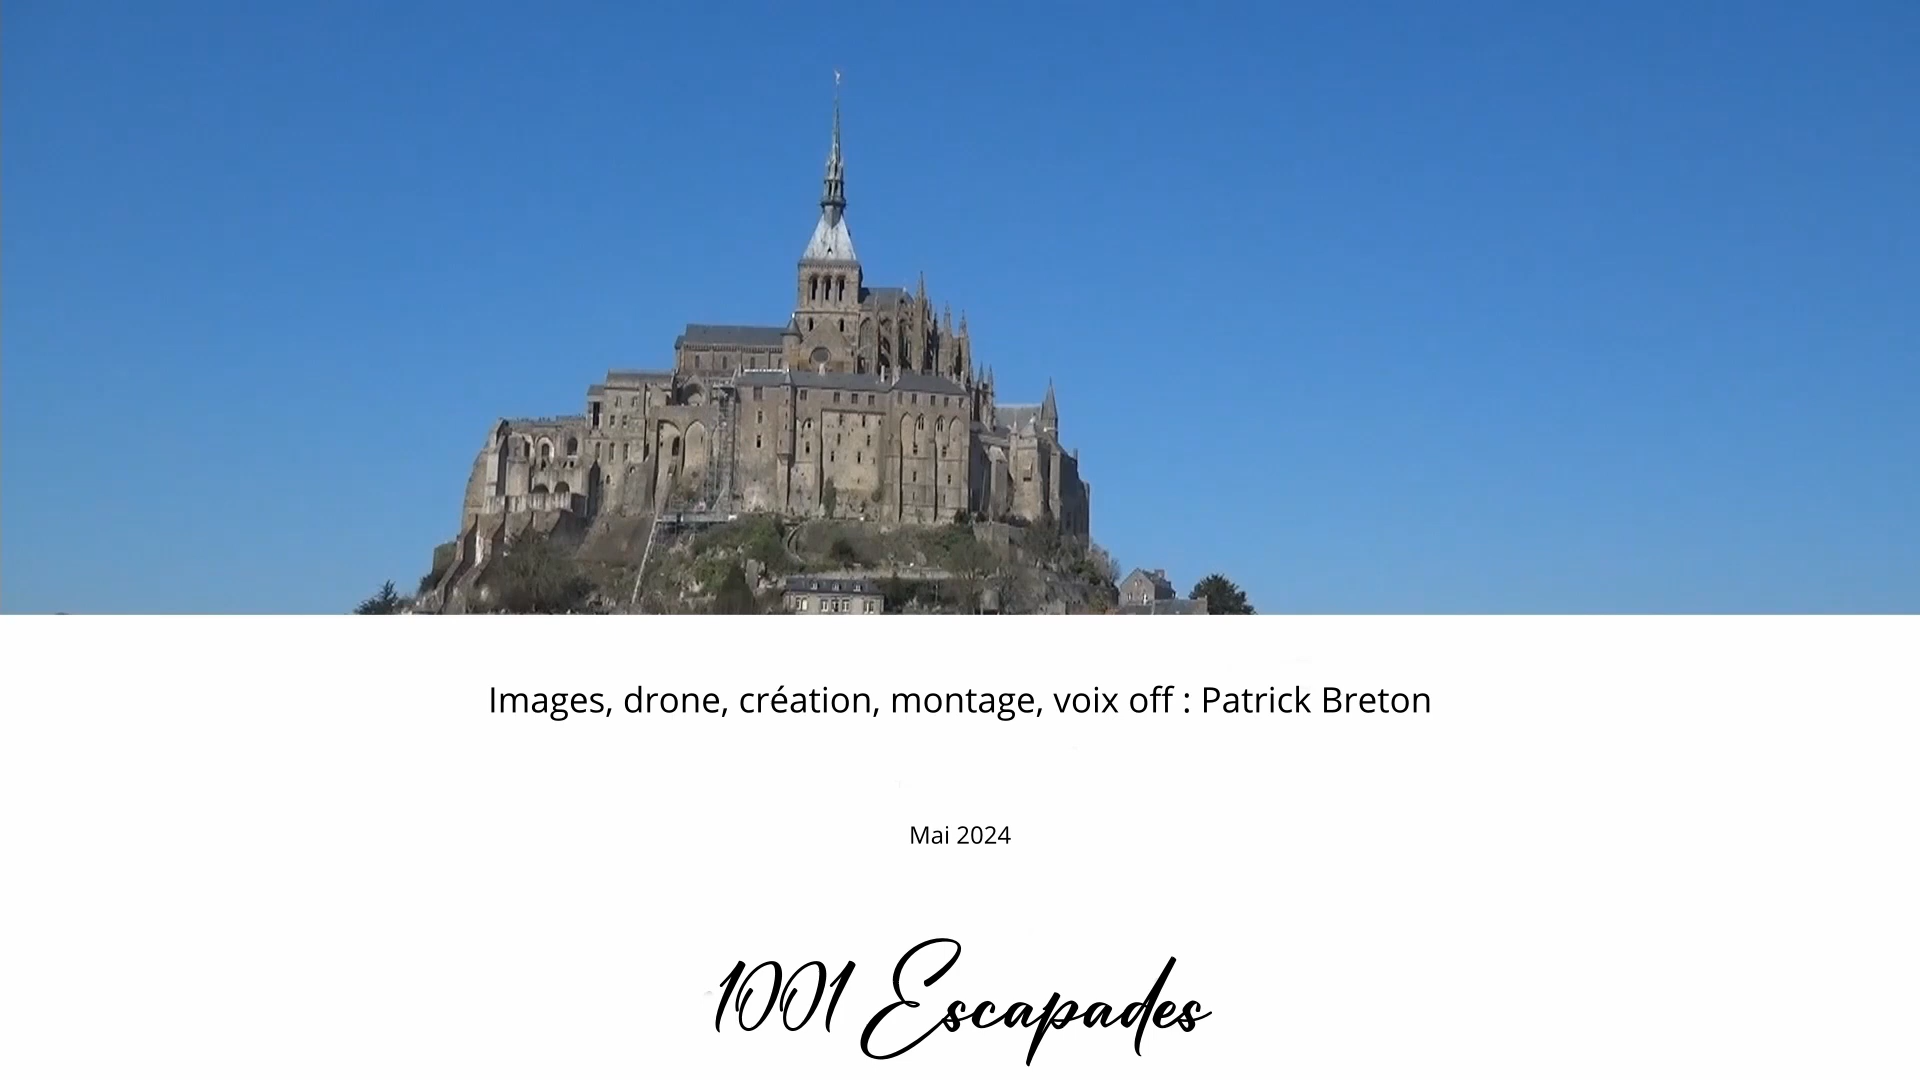 Images, drone, création, montage, voix off : Patrick Breton
Mai 2024
1001 Escapades